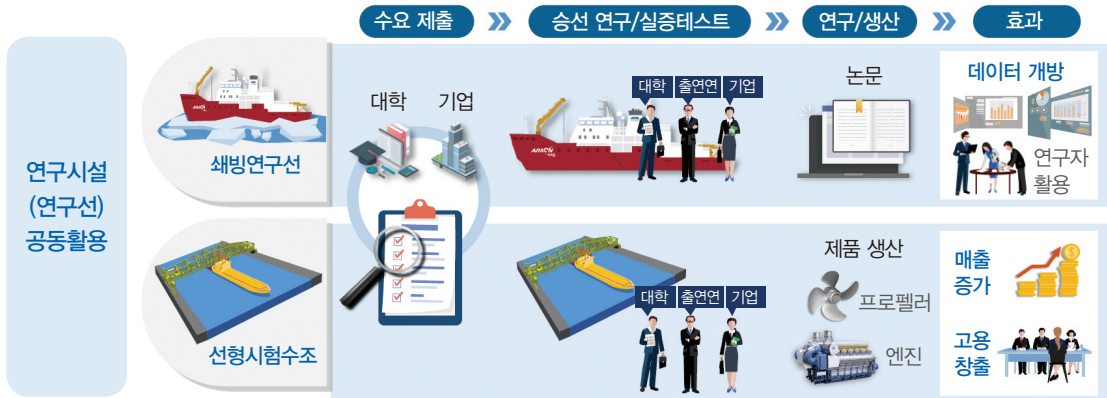 수요 제출
승선 연구/실증테스트
연구/생산
효과
연구시설
(연구선)
공동활용
쇄빙연구선
대학
기업
대학
출연연
기업
ARAON
논문
데이터 개방
연구자
활용
선형시험수조
대학
출연연
기업
제품 생산
프로펠러
엔진
매출
증가
고용
창출